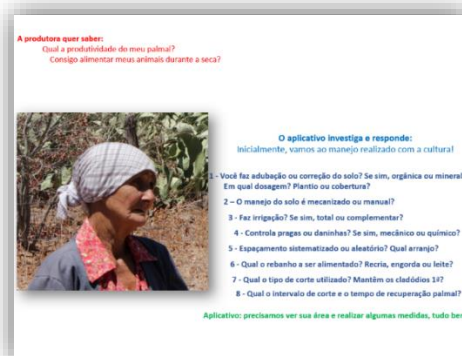 A produtora quer saber:
Qual a produtividade do meu palmal?
Consigo alimentar meus animais durante a seca?
O aplicativo investiga e responde:
Inicialmente, vamos ao manejo realizado com a cultura!
1 - Você faz adubação ou correção do solo? Se sim, orgânica ou mineral
Em qual dosagem? Plantio ou cobertura?
2 – O manejo do solo é mecanizado ou manual?
3 - Faz irrigação? Se sim, total ou complementar?
4 - Controla pragas ou daninhas? Se sim, mecânico ou químico?
5 - Espaçamento sistematizado ou aleatório? Qual arranjo?
6 - Qual o rebanho a ser alimentado? Recria, engorda ou leite?
7 - Qual o tipo de corte utilizado? Mantêm os cladódios 1ª?
8 - Qual o intervalo de corte e o tempo de recuperação palmal?
Aplicativo: precisamos ver sua área e realizar algumas medidas, tudo